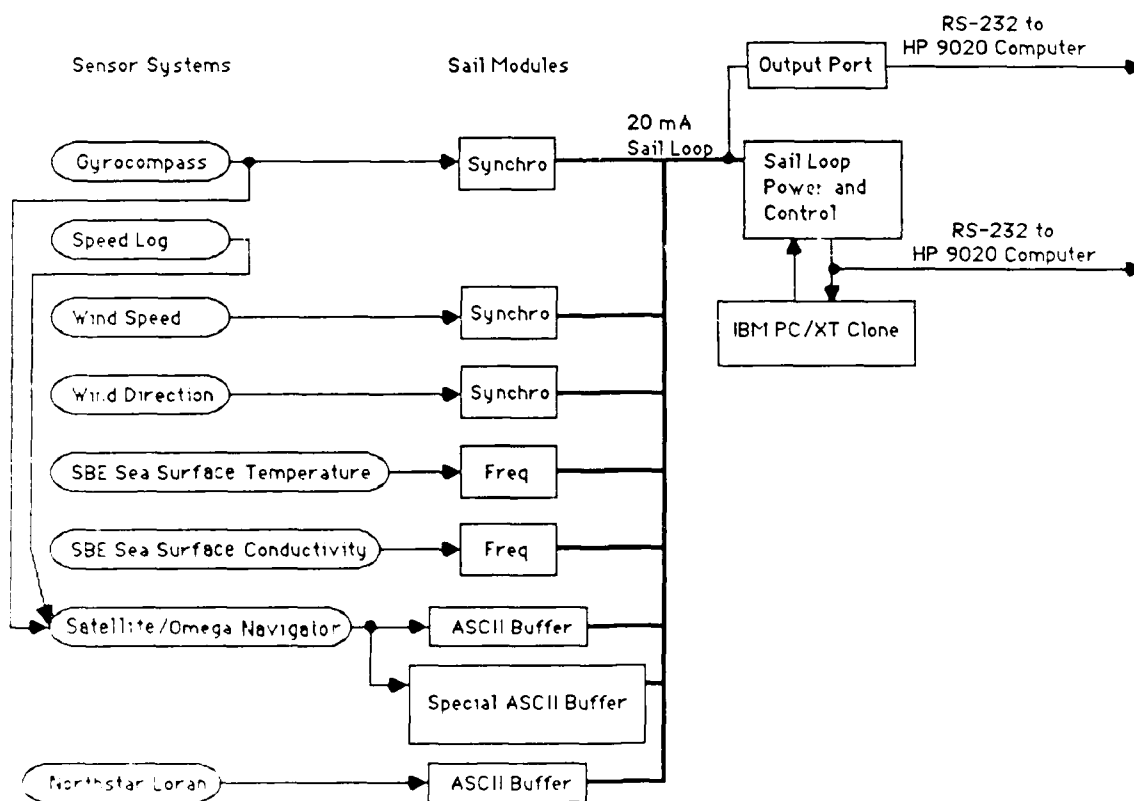 RS-232 to
HP 9020 Computer
Sensor Systems
Sail Modules
Output Port
20 mA
Sail Loop
Gyrocompass
Synchro
Sail Loop
Power and
Control
Speed Log
RS-232 to
HP 9020 Computer
Wind Speed
Synchro
IBM PC/XT Clone
Wind Direction
Synchro
SBE Sea Surface Temperature
Freq
SBE Sea Surface Conductivity
Freq
Satellite/Omega Navigator
ASCII Buffer
Special ASCII Buffer
Northstar Loran
ASCII Buffer